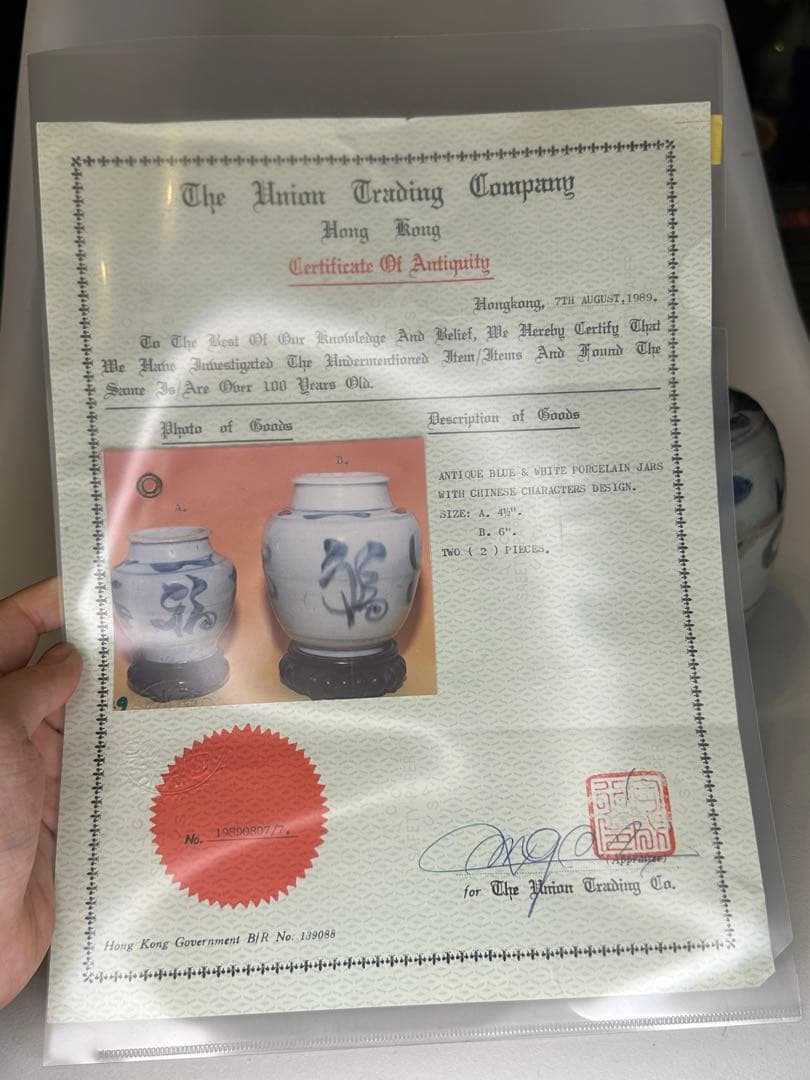 The Union Trading Company
Hong Kong
Certificate Of Antiquity
Hongkong, 7TH AUGUST,1989.
To The Best Of Our Knowledge And Belief, We Hereby Certify That
We Have Investigated The Undermentioned Item/Items And Found The
Same Is/Are Over 100 Years Old.
Photo of Goods
Description of Goods
A.
B.
ANTIQUE BLUE & WHITE PORCELAIN JARS
WITH CHINESE CHARACTERS DESIGN.
SIZE: A. 4½".
B. 6".
TWO ( 2 ) PIECES.
No. 19890807/7.
(Appraiser)
for The Union Trading Co.
Hong Kong Government B/R No. 139088